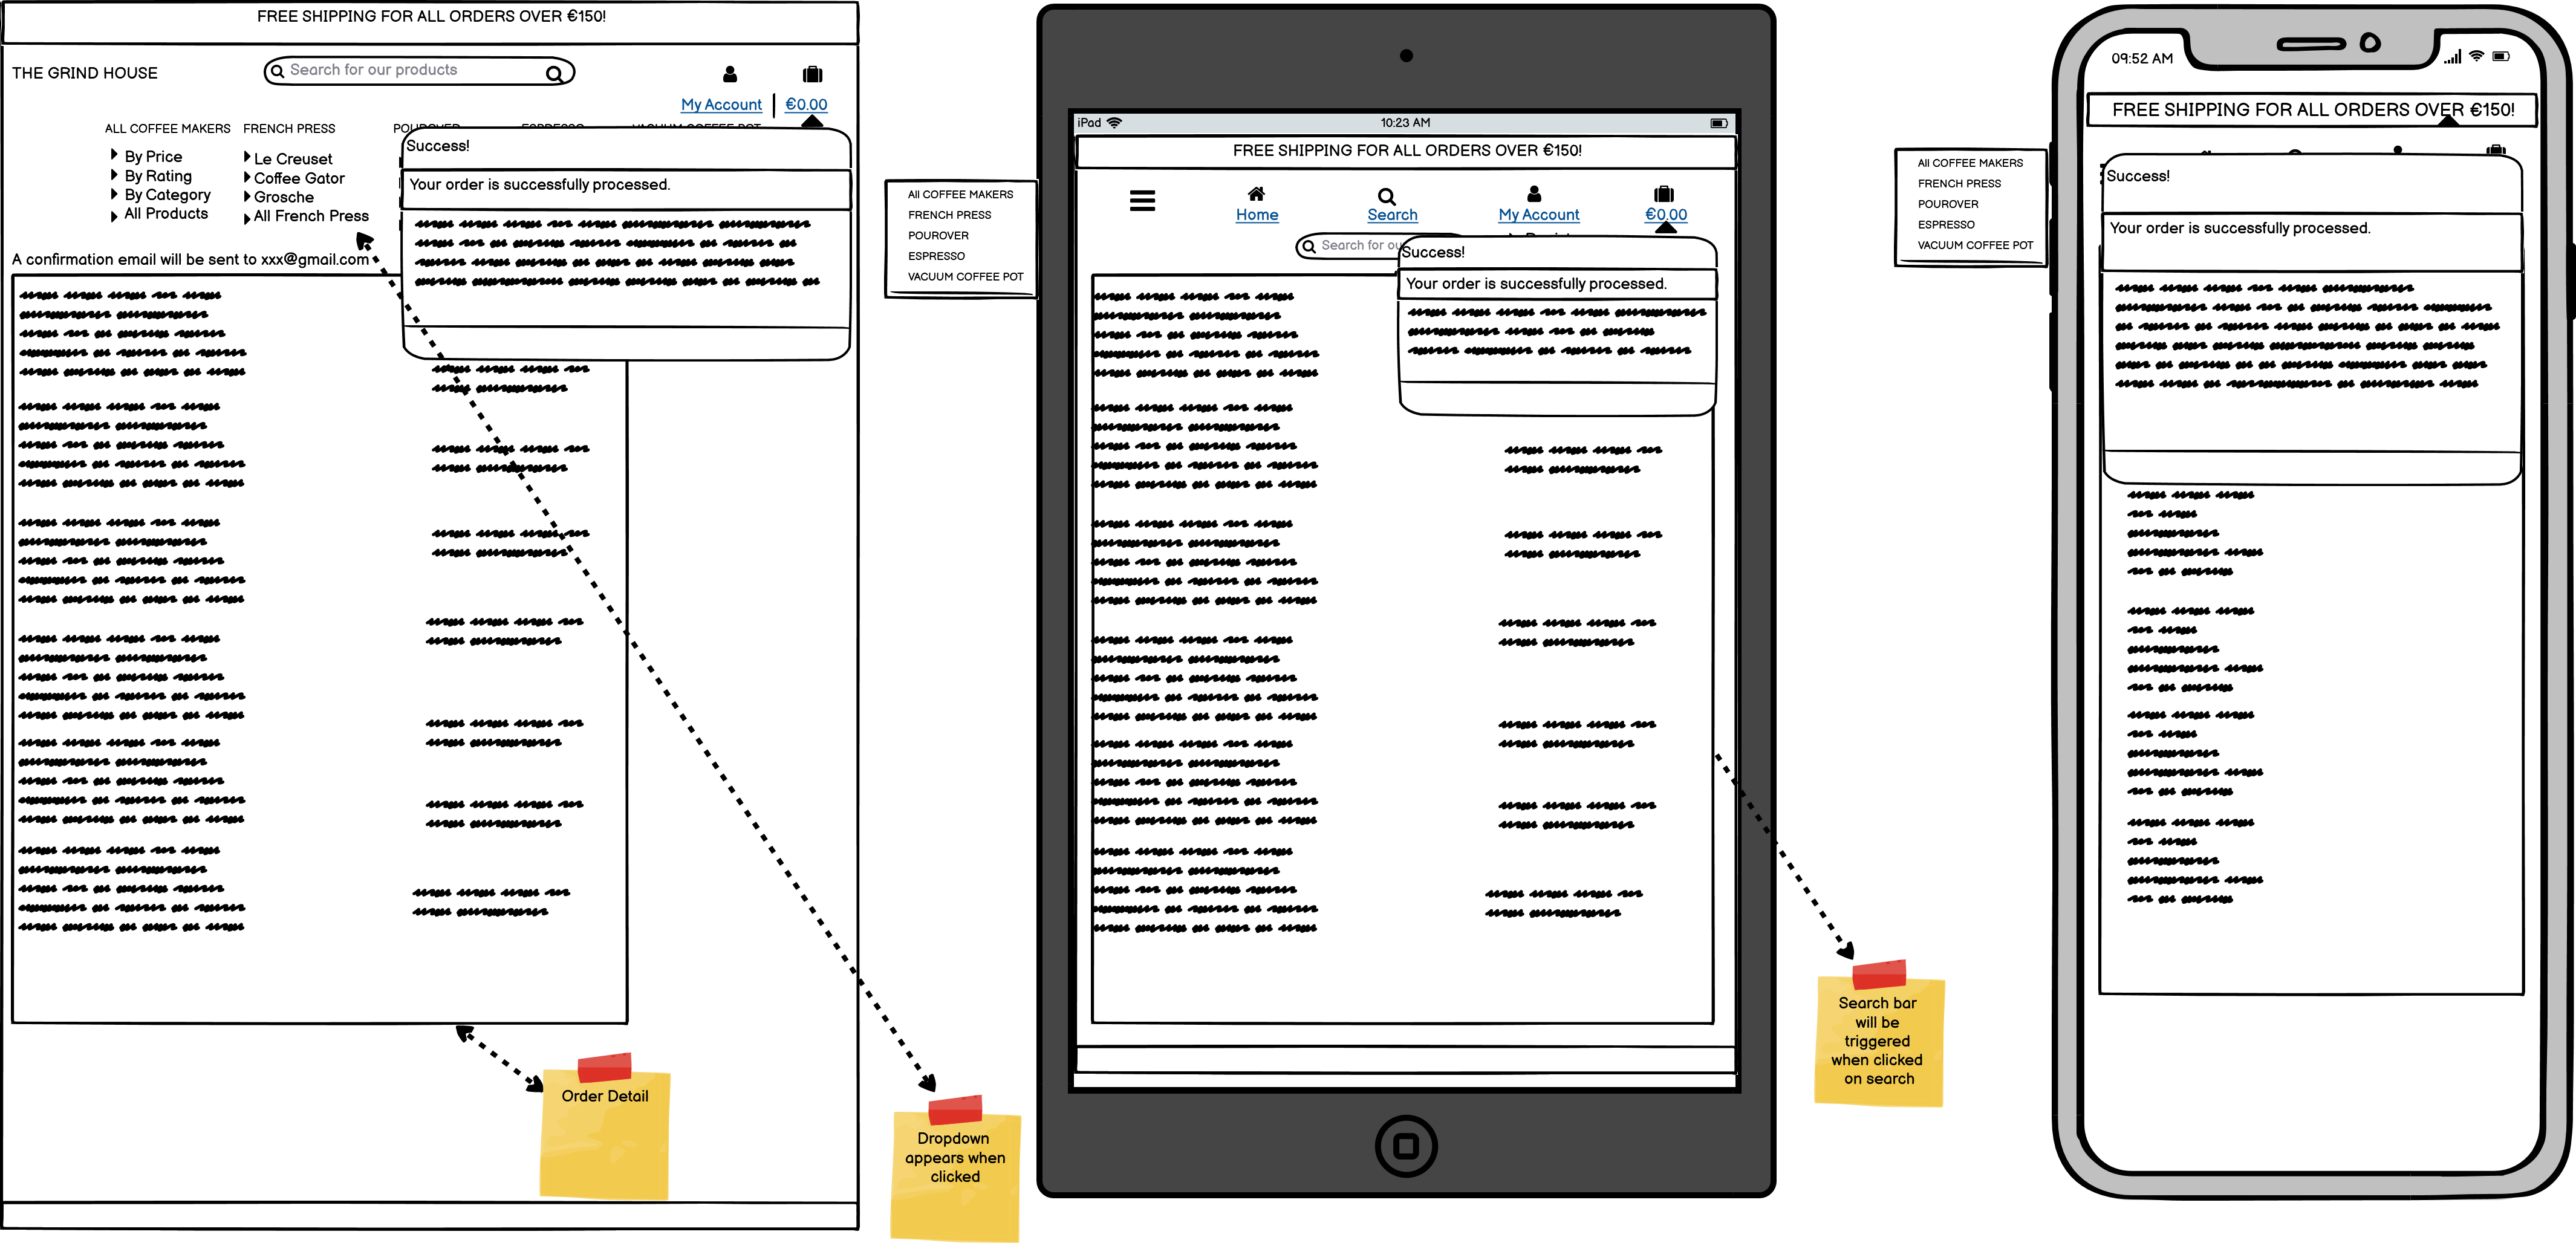 FREE SHIPPING FOR ALL ORDERS OVER €150!
THE GRIND HOUSE
Search for our products
My Account
€0.00
ALL COFFEE MAKERS
FRENCH PRESS
By Price
By Rating
By Category
All Products
Le Creuset
Coffee Gator
Grosche
All French Press
Success!
Your order is successfully processed.
A confirmation email will be sent to xxx@gmail.com
Order Detail
Dropdown
appears when
clicked
All COFFEE MAKERS
FRENCH PRESS
POUROVER
ESPRESSO
VACUUM COFFEE POT
iPad
10:23 AM
FREE SHIPPING FOR ALL ORDERS OVER €150!
Home
Search
My Account
€0.00
Search for ou
Success!
Your order is successfully processed.
Search bar
will be
triggered
when clicked
on search
All COFFEE MAKERS
FRENCH PRESS
POUROVER
ESPRESSO
VACUUM COFFEE POT
09:52 AM
FREE SHIPPING FOR ALL ORDERS OVER €150!
Success!
Your order is successfully processed.